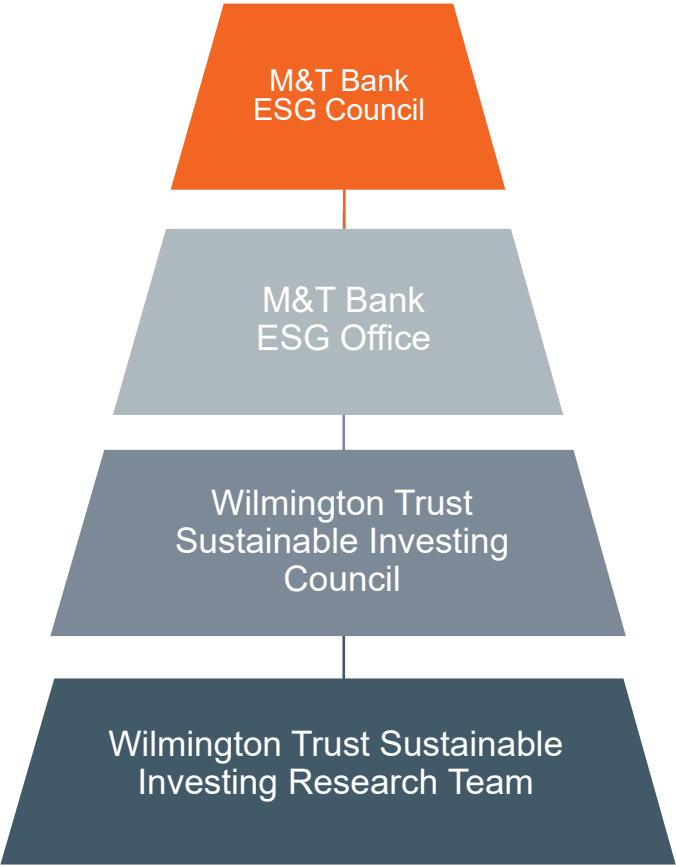 M&T Bank
ESG Council
M&T Bank
ESG Office
Wilmington Trust
Sustainable Investing
Council
Wilmington Trust Sustainable
Investing Research Team